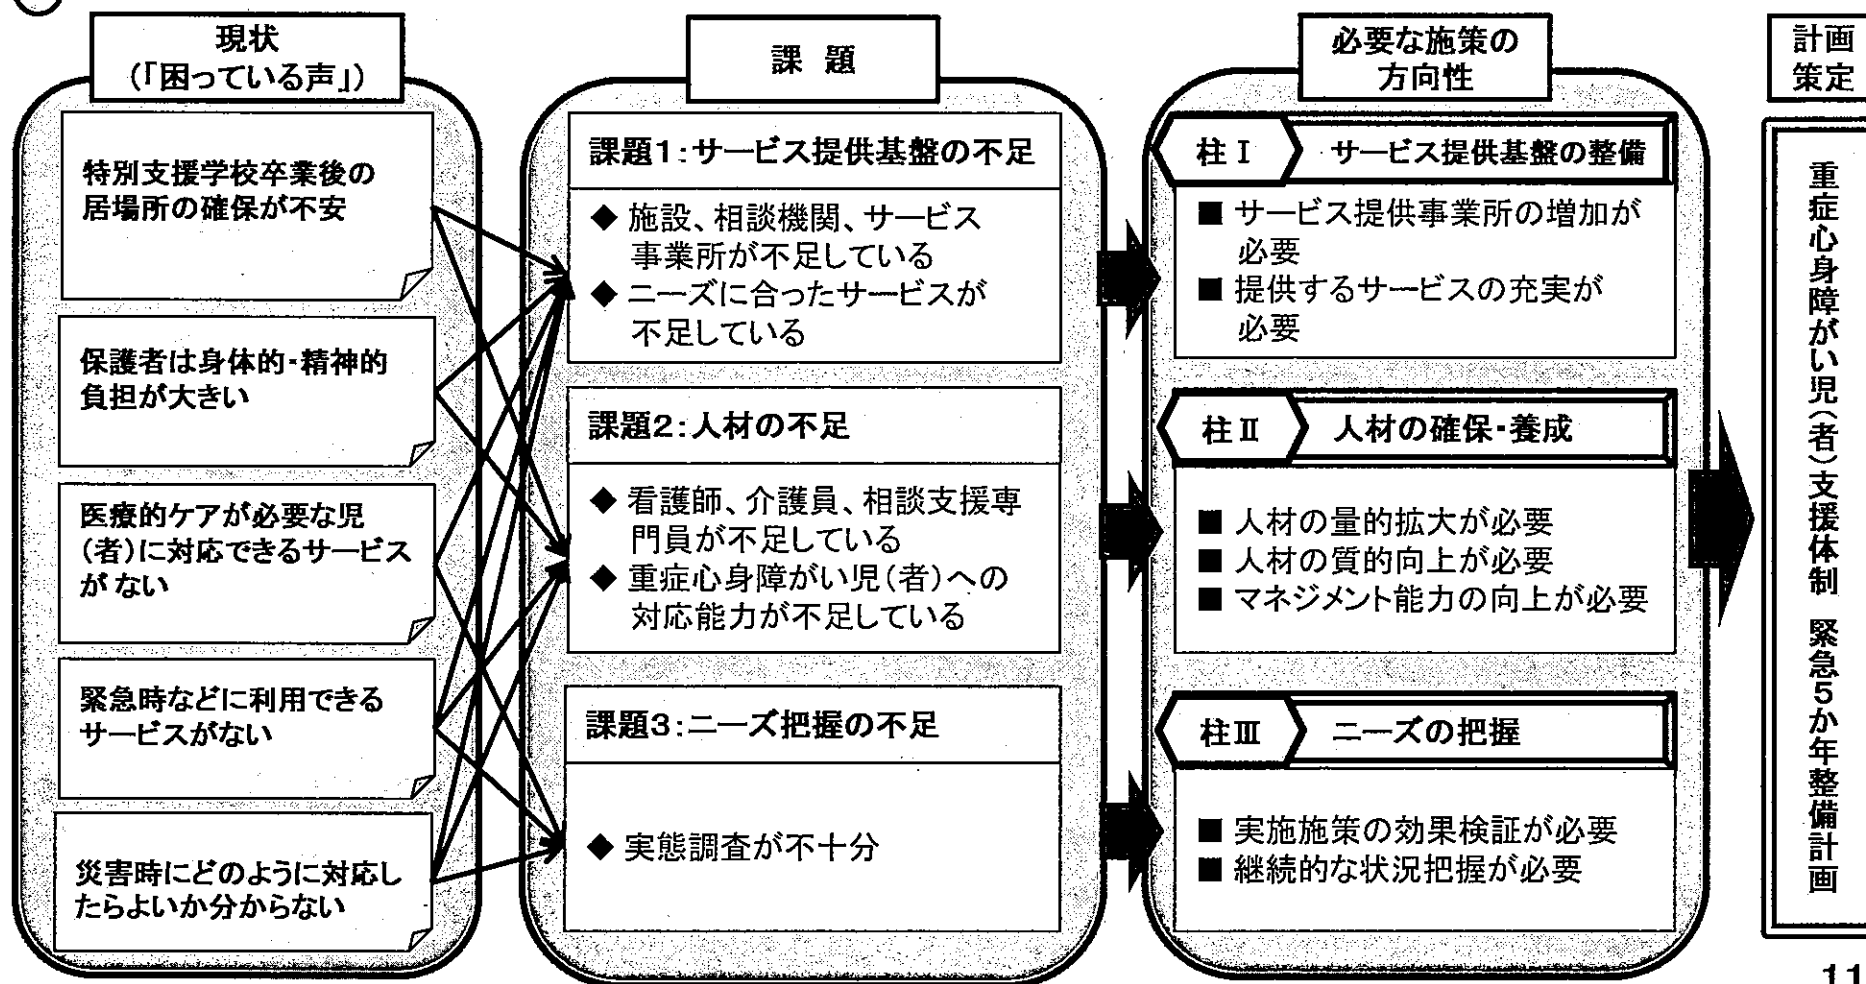 現状
（「困っている声」）
特別支援学校卒業後の
居場所の確保が不安
保護者は身体的・精神的
負担が大きい
医療的ケアが必要な児
（者）に対応できるサービス
がない
緊急時などに利用できる
サービスがない
災害時にどのように対応し
たらよいか分からない
課題
課題1：サービス提供基盤の不足
◆ 施設、相談機関、サービス
事業所が不足している
◆ ニーズに合ったサービスが
不足している
課題2：人材の不足
◆ 看護師、介護員、相談支援専
門員が不足している
◆ 重症心身障がい児（者）への
対応能力が不足している
課題3：ニーズ把握の不足
◆ 実態調査が不十分
必要な施策の
方向性
柱Ⅰ サービス提供基盤の整備
■ サービス提供事業所の増加が
必要
■ 提供するサービスの充実が
必要
柱Ⅱ 人材の確保・養成
■ 人材の量的拡大が必要
■ 人材の質的向上が必要
■ マネジメント能力の向上が必要
柱Ⅲ ニーズの把握
■ 実施施策の効果検証が必要
■ 継続的な状況把握が必要
計画
策定
重症心身障がい児（者）支援体制 緊急5か年整備計画
11